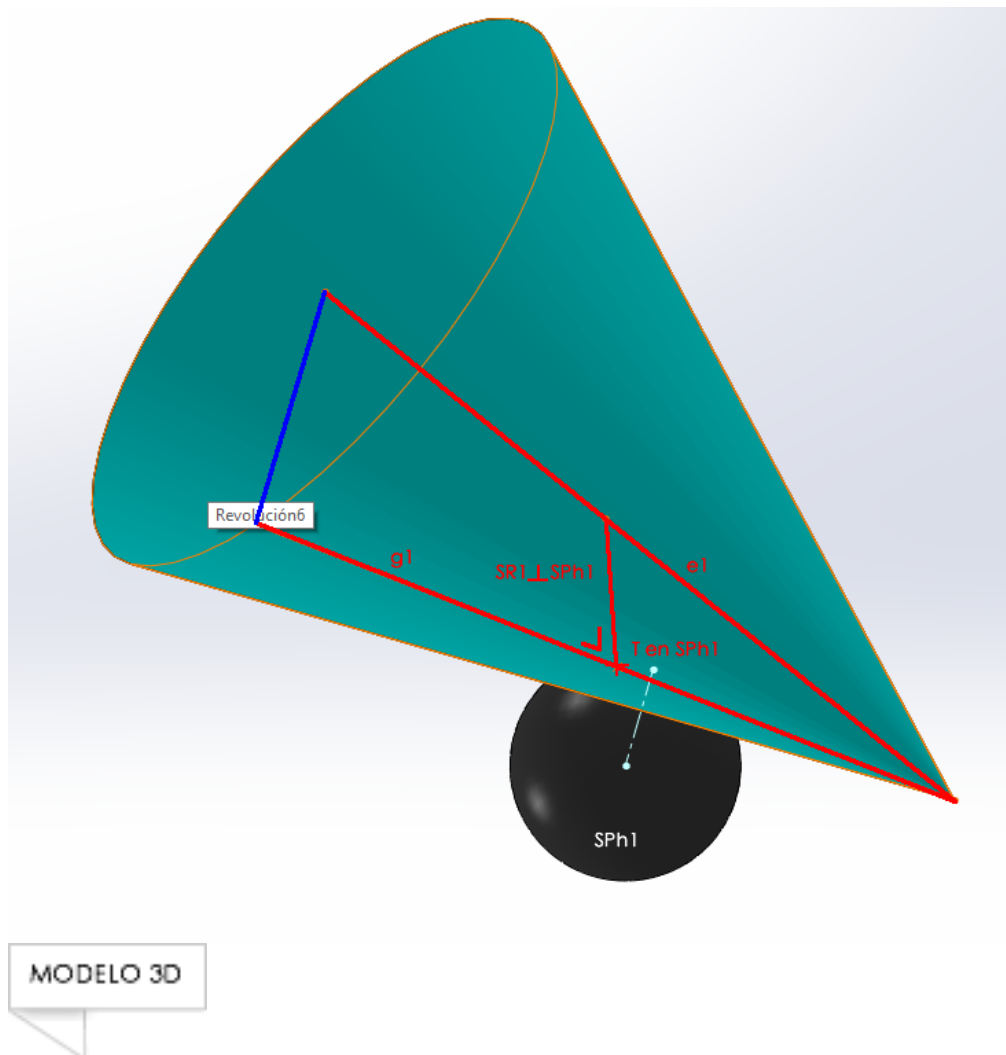 Revolución6
g1
e1
SR1⊥SPh1
T en SPh1
SPh1
MODELO 3D